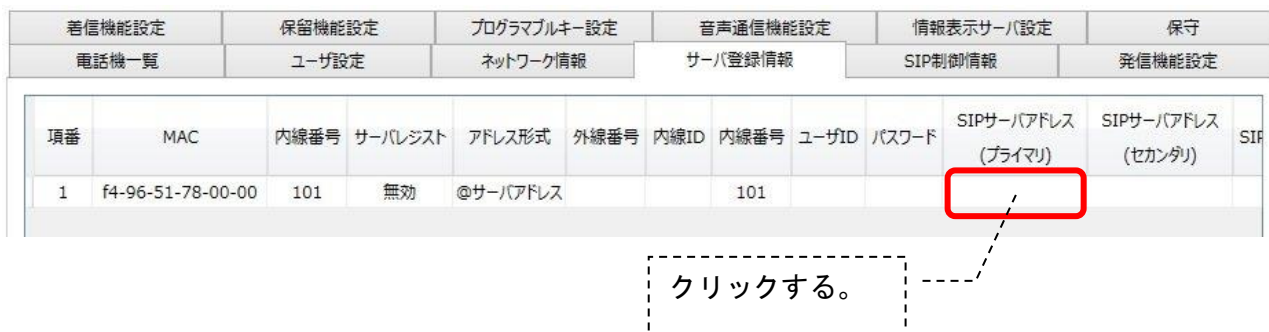 着信機能設定 保留機能設定 プログラマブルキー設定 音声通信機能設定 情報表示サーバ設定 保守
電話機一覧 ユーザ設定 ネットワーク情報 サーバ登録情報 SIP制御情報 発信機能設定
項番 MAC 内線番号 サーバレジスト アドレス形式 外線番号 内線ID 内線番号 ユーザID パスワード SIPサーバアドレス(プライマリ) SIPサーバアドレス(セカンダリ) SIP
1 f4-96-51-78-00-00 101 無効 @サーバアドレス 101
クリックする。